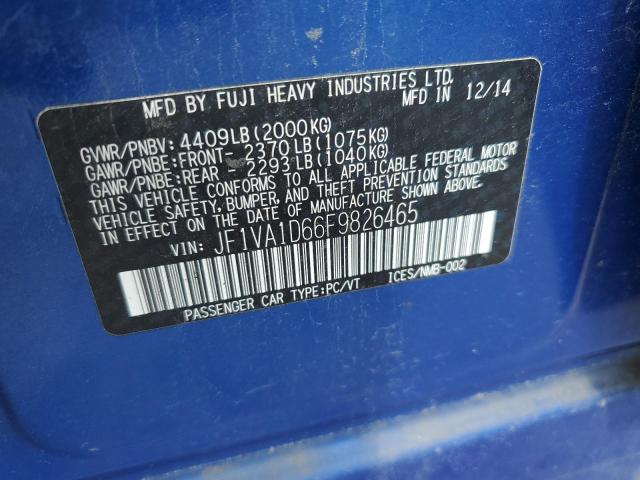 MFD BY FUJI HEAVY INDUSTRIES LTD.
MFD IN 12/14
GVWR/PNBV: 4409LB(2000KG)
GAWR/PNBE:FRONT- 2370LB(1075KG)
GAWR/PNBE:REAR - 2293LB(1040KG)
THIS VEHICLE CONFORMS TO ALL APPLICABLE FEDERAL MOTOR
VEHICLE SAFETY, BUMPER, AND THEFT PREVENTION STANDARDS
IN EFFECT ON THE DATE OF MANUFACTURE SHOWN ABOVE.
VIN: JF1VA1D66F9826465
PASSENGER CAR TYPE:PC/VT ICES/NMB-002